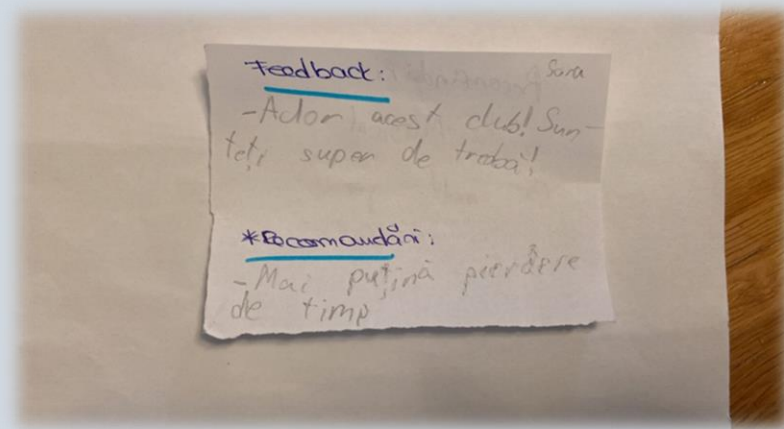 Feedback: Sara
-Ador acest club! Sun-
teți super de treabă!
*Recomandări:
-Mai puțină pierdere
de timp